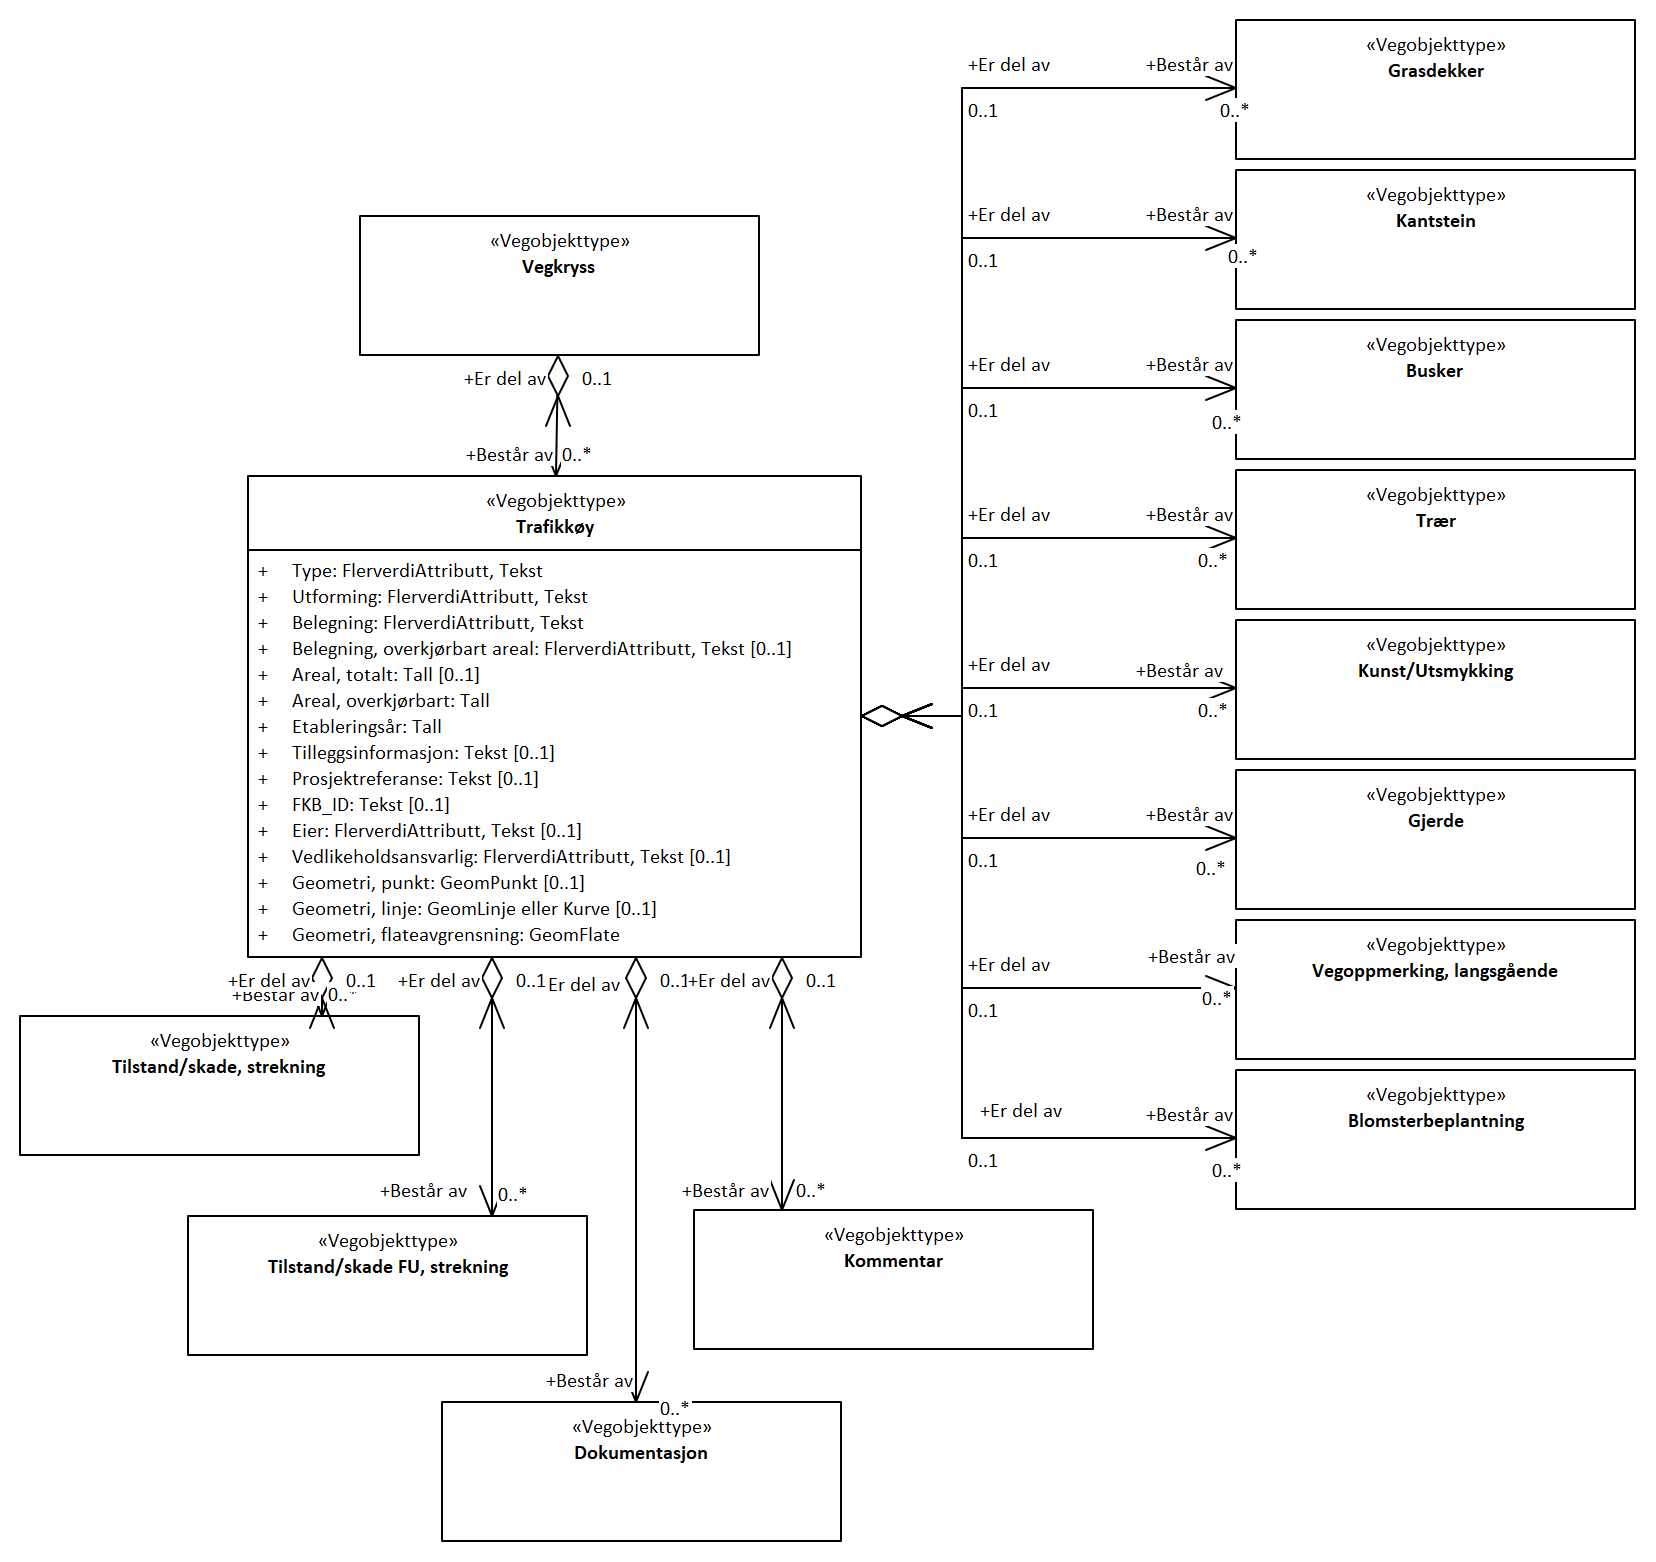 «Vegobjekttype»
Vegkryss
+Er del av
0..1
+Består av
0..*
«Vegobjekttype»
Trafikkøy
+ Type: FlerverdiAttributt, Tekst
+ Utforming: FlerverdiAttributt, Tekst
+ Belegning: FlerverdiAttributt, Tekst
+ Belegning, overkjørbart areal: FlerverdiAttributt, Tekst [0..1]
+ Areal, totalt: Tall [0..1]
+ Areal, overkjørbart: Tall
+ Etableringsår: Tall
+ Tilleggsinformasjon: Tekst [0..1]
+ Prosjektreferanse: Tekst [0..1]
+ FKB_ID: Tekst [0..1]
+ Eier: FlerverdiAttributt, Tekst [0..1]
+ Vedlikeholdsansvarlig: FlerverdiAttributt, Tekst [0..1]
+ Geometri, punkt: GeomPunkt [0..1]
+ Geometri, linje: GeomLinje eller Kurve [0..1]
+ Geometri, flateavgrensning: GeomFlate
+Er del av
0..1
+Består av
0..*
«Vegobjekttype»
Tilstand/skade, strekning
+Er del av
0..1
+Består av
0..*
«Vegobjekttype»
Tilstand/skade FU, strekning
Er del av
0..1
+Består av
0..*
«Vegobjekttype»
Dokumentasjon
+Er del av
0..1
+Består av
0..*
«Vegobjekttype»
Kommentar
+Er del av
0..1
+Består av
0..*
«Vegobjekttype»
Grasdekker
+Er del av
0..1
+Består av
0..*
«Vegobjekttype»
Kantstein
+Er del av
0..1
+Består av
0..*
«Vegobjekttype»
Busker
+Er del av
0..1
+Består av
0..*
«Vegobjekttype»
Trær
+Er del av
0..1
+Består av
0..*
«Vegobjekttype»
Kunst/Utsmykking
+Er del av
0..1
+Består av
0..*
«Vegobjekttype»
Gjerde
+Er del av
0..1
+Består av
0..*
«Vegobjekttype»
Vegoppmerking, langsgående
+Er del av
0..1
+Består av
0..*
«Vegobjekttype»
Blomsterbeplantning